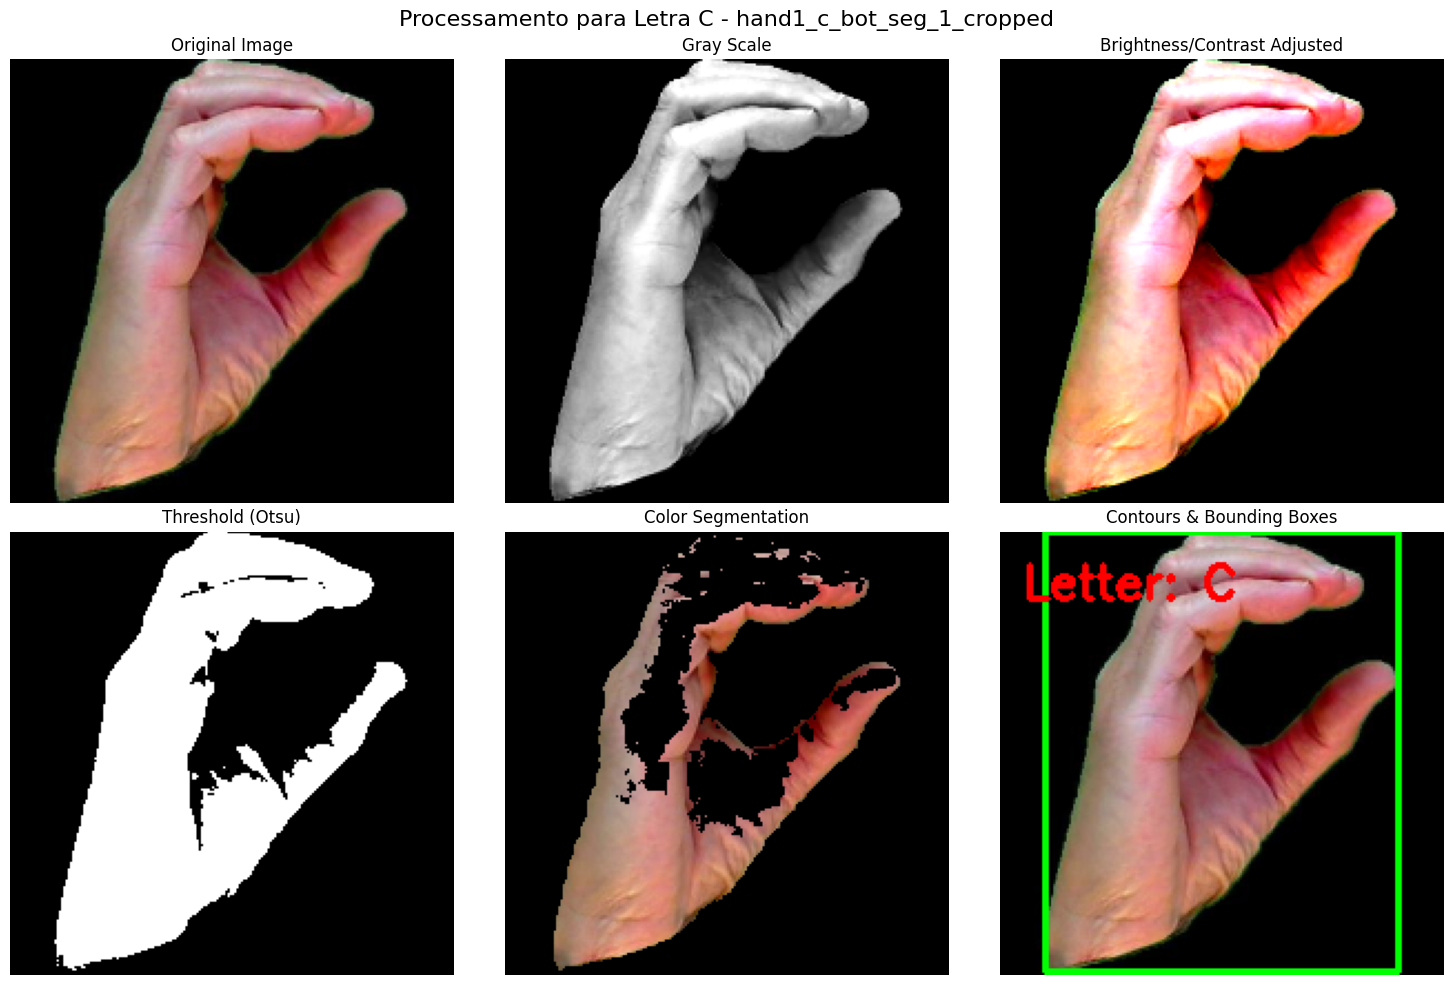 Processamento para Letra C - hand1_c_bot_seg_1_cropped
Original Image
Gray Scale
Brightness/Contrast Adjusted
Threshold (Otsu)
Color Segmentation
Contours & Bounding Boxes
Letter: C